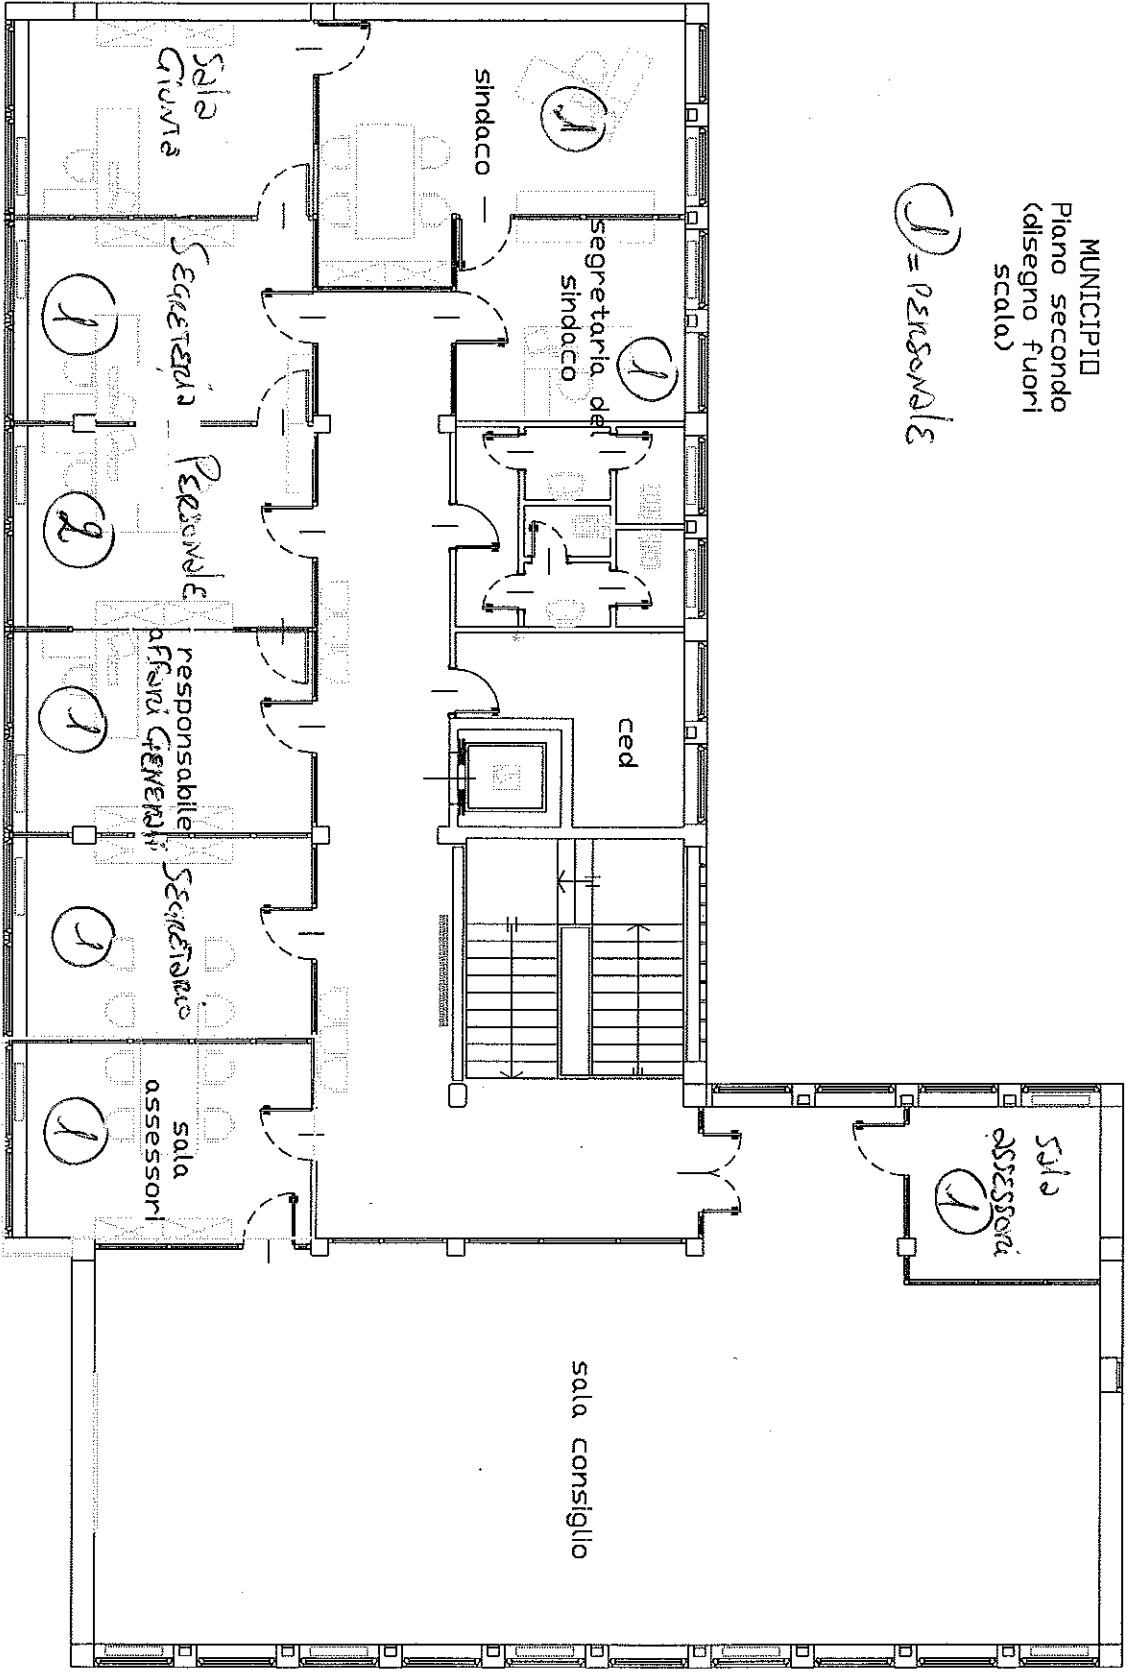 MUNICIPIO
Piano secondo
(disegno fuori
scala)
1 = PERSONALE
sindaco
1
segretaria del
sindaco
1
ced
Sala
GIUNTA
SEGRETERIA
1
PERSONALE
2
responsabile
affari GENERALI
1
SEGRETARIO
1
sala
assessori
1
Sala
ASSESSORI
1
sala consiglio